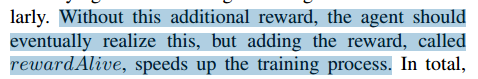 larly. Without this additional reward, the agent should
eventually realize this, but adding the reward, called
rewardAlive, speeds up the training process. In total,